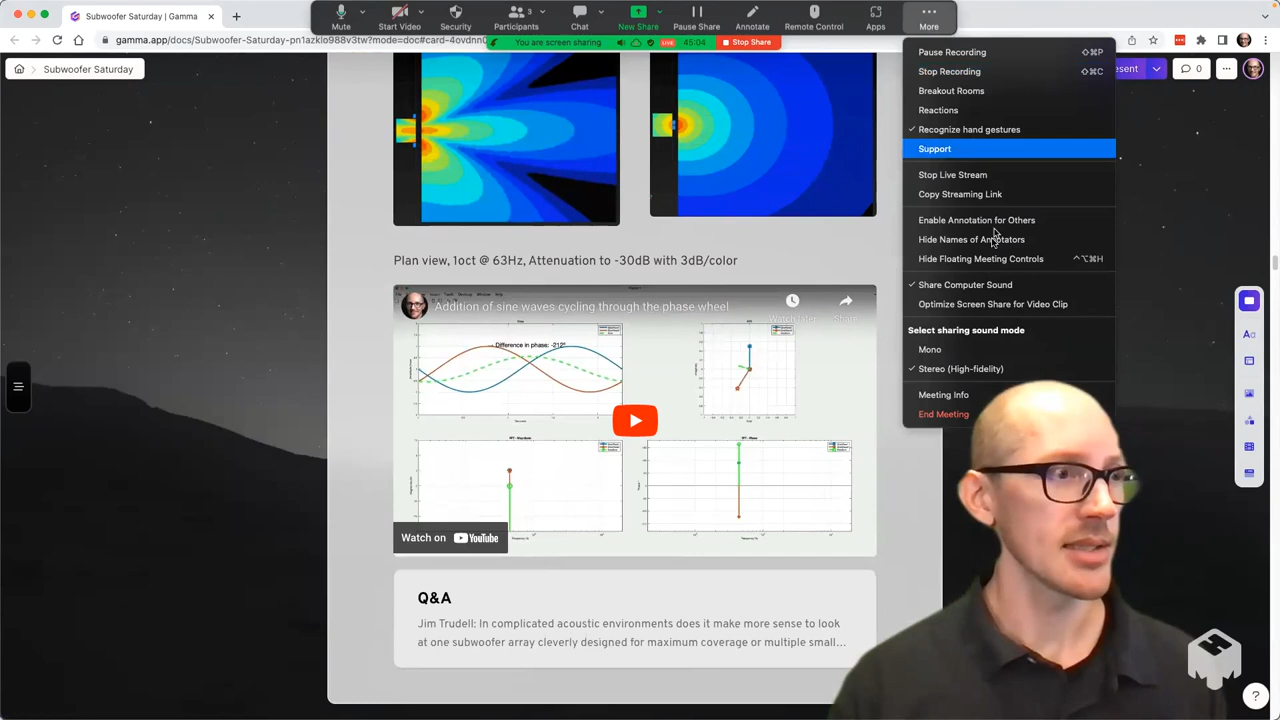 Subwoofer Saturday | Gamma
gamma.app/docs/Subwoofer-Saturday-pn1azklo988v3tw?mode=doc#card-4ovdnn0
Mute
Start Video
Security
3
Participants
Chat
New Share
Pause Share
Annotate
Remote Control
Apps
More
You are screen sharing
LIVE
45:04
Stop Share
Subwoofer Saturday
esent
0
Pause Recording ⇧⌘P
Stop Recording ⇧⌘C
Breakout Rooms
Reactions
✓ Recognize hand gestures
Support
Stop Live Stream
Copy Streaming Link
Enable Annotation for Others
Hide Names of Annotators
Hide Floating Meeting Controls ^⌥⌘H
✓ Share Computer Sound
Optimize Screen Share for Video Clip
Select sharing sound mode
Mono
✓ Stereo (High-fidelity)
Meeting Info
End Meeting
Plan view, 1oct @ 63Hz, Attenuation to -30dB with 3dB/color
Addition of sine waves cycling through the phase wheel
Watch later
Share
Difference in phase: -212°
Watch on YouTube
Q&A
Jim Trudell: In complicated acoustic environments does it make more sense to look
at one subwoofer array cleverly designed for maximum coverage or multiple small...
?